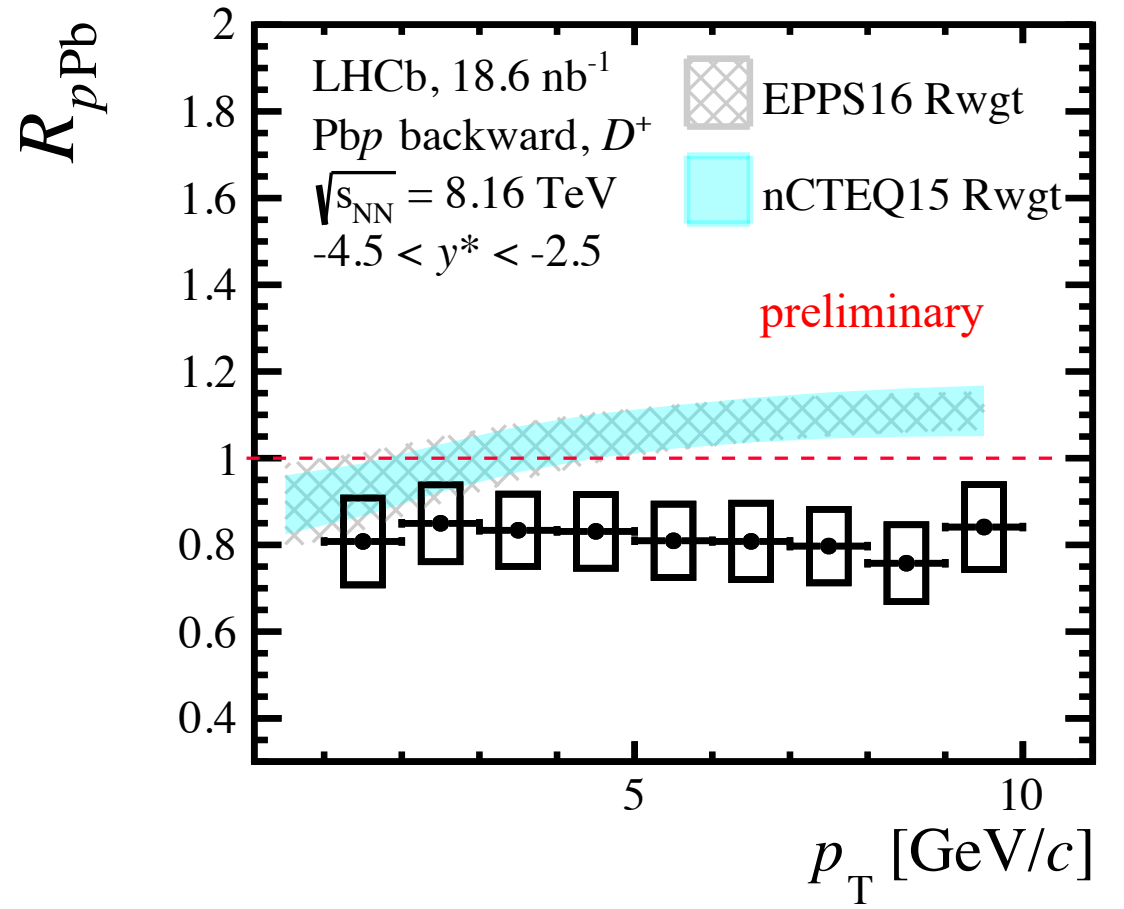 R_pPb
2
1.8
1.6
1.4
1.2
1
0.8
0.6
0.4
LHCb, 18.6 nb⁻¹
Pbp backward, D⁺
√s_NN = 8.16 TeV
-4.5 < y* < -2.5
EPPS16 Rwgt
nCTEQ15 Rwgt
preliminary
5 10
p_T [GeV/c]